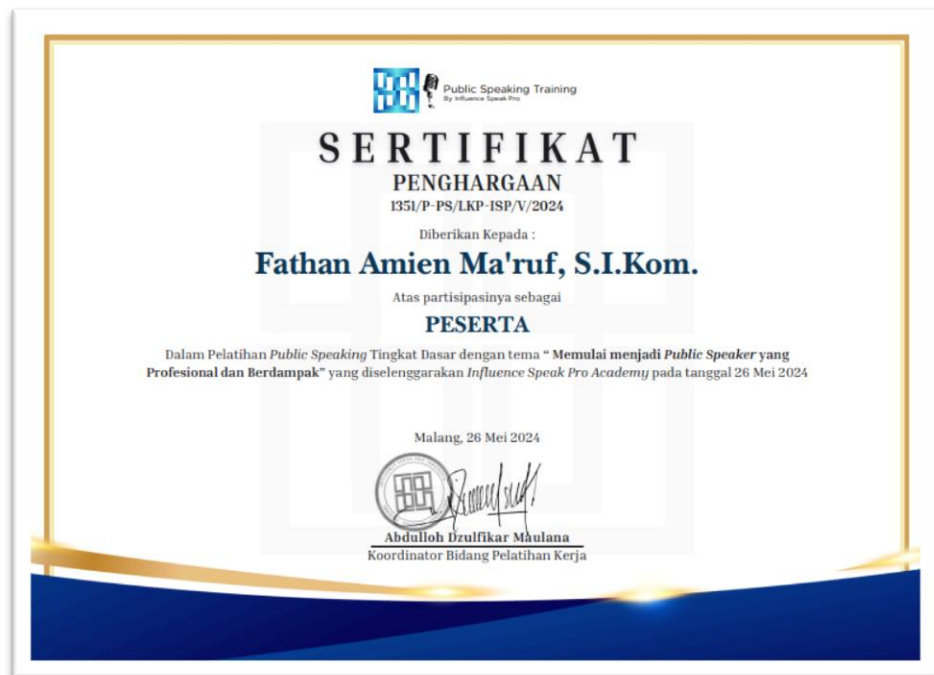 Public Speaking Training
By Influence Speak Pro
SERTIFIKAT
PENGHARGAAN
1351/P-PS/LKP-ISP/V/2024
Diberikan Kepada :
Fathan Amien Ma'ruf, S.I.Kom.
Atas partisipasinya sebagai
PESERTA
Dalam Pelatihan Public Speaking Tingkat Dasar dengan tema “ Memulai menjadi Public Speaker yang
Profesional dan Berdampak” yang diselenggarakan Influence Speak Pro Academy pada tanggal 26 Mei 2024
Malang, 26 Mei 2024
Abdulloh Dzulfikar Maulana
Koordinator Bidang Pelatihan Kerja